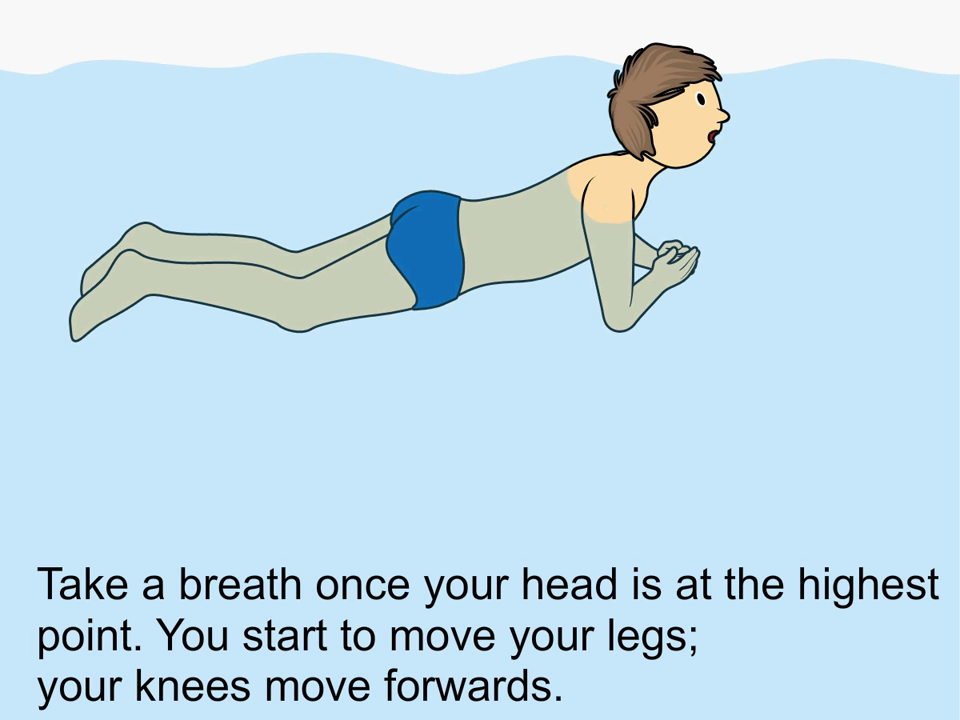 Take a breath once your head is at the highest
point. You start to move your legs;
your knees move forwards.